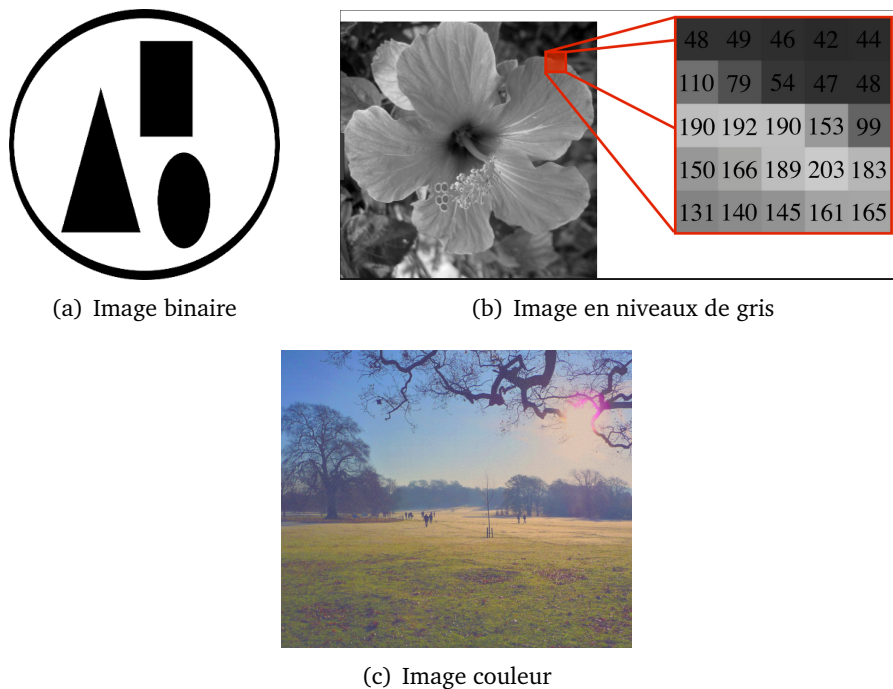 48 49 46 42 44
110 79 54 47 48
190 192 190 153 99
150 166 189 203 183
131 140 145 161 165
(a) Image binaire
(b) Image en niveaux de gris
(c) Image couleur